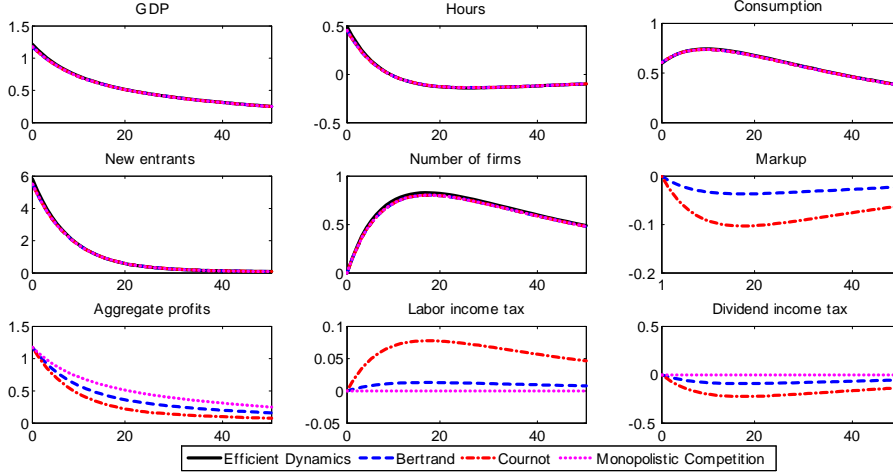 GDP Hours Consumption
1.5 0.5 1
1
0 0.5
0.5
0 -0.5 0
0 20 40 0 20 40 0 20 40
New entrants Number of firms Markup
6 1 0
4
0.5 -0.1
2
0 0 -0.2
0 20 40 0 20 40 1 20 40
Aggregate profits Labor income tax Dividend income tax
1.5 0.1 0.5
1 0.05
0
0.5 0
0 -0.05 -0.5
0 20 40 0 20 40 0 20 40
Efficient Dynamics Bertrand Cournot Monopolistic Competition